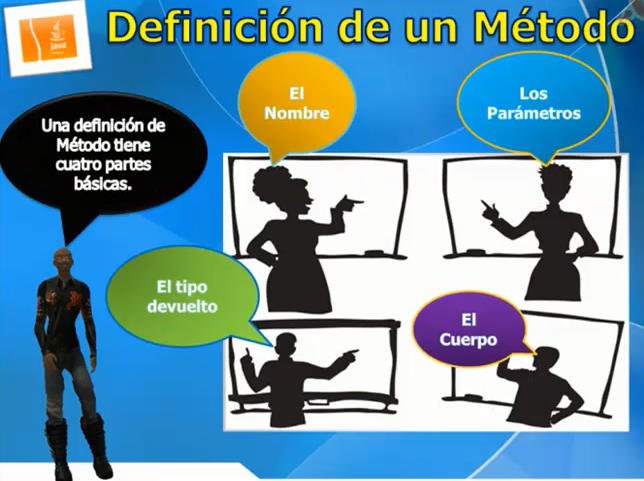 Definición de un Método
Java
El
Nombre
Los
Parámetros
Una definición de
Método tiene
cuatro partes
básicas.
El tipo
devuelto
El
Cuerpo